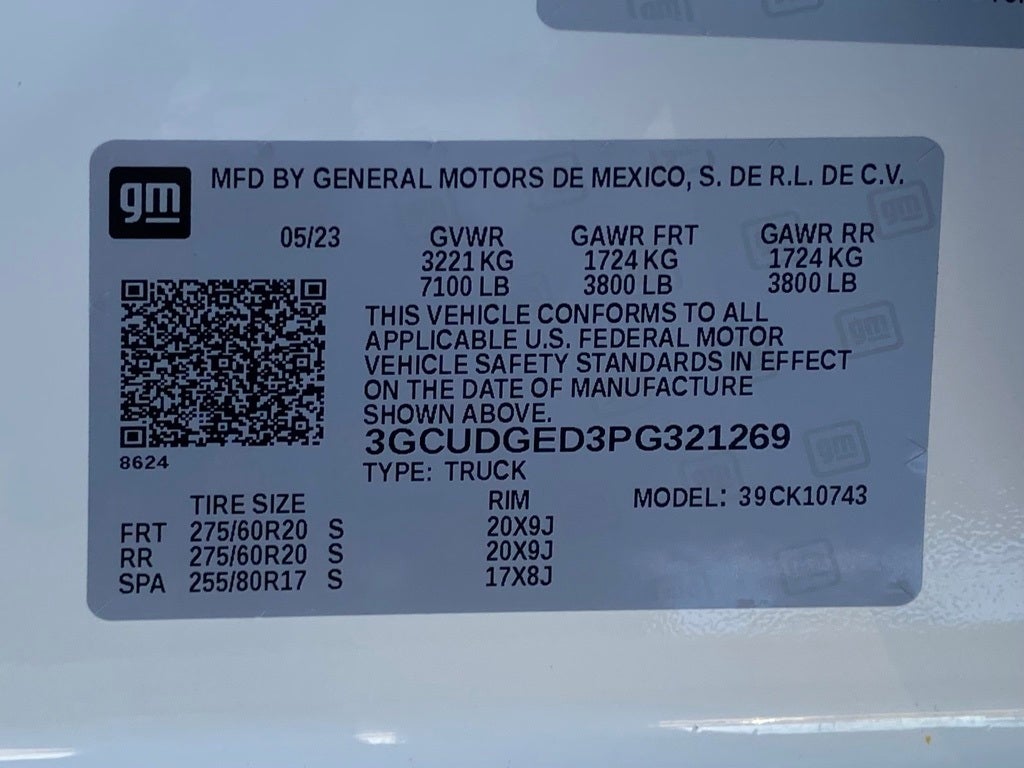 gm
MFD BY GENERAL MOTORS DE MEXICO, S. DE R.L. DE C.V.
05/23 GVWR GAWR FRT GAWR RR
3221 KG 1724 KG 1724 KG
7100 LB 3800 LB 3800 LB
THIS VEHICLE CONFORMS TO ALL
APPLICABLE U.S. FEDERAL MOTOR
VEHICLE SAFETY STANDARDS IN EFFECT
ON THE DATE OF MANUFACTURE
SHOWN ABOVE.
3GCUDGED3PG321269
8624
TYPE: TRUCK
TIRE SIZE RIM MODEL: 39CK10743
FRT 275/60R20 S 20X9J
RR 275/60R20 S 20X9J
SPA 255/80R17 S 17X8J